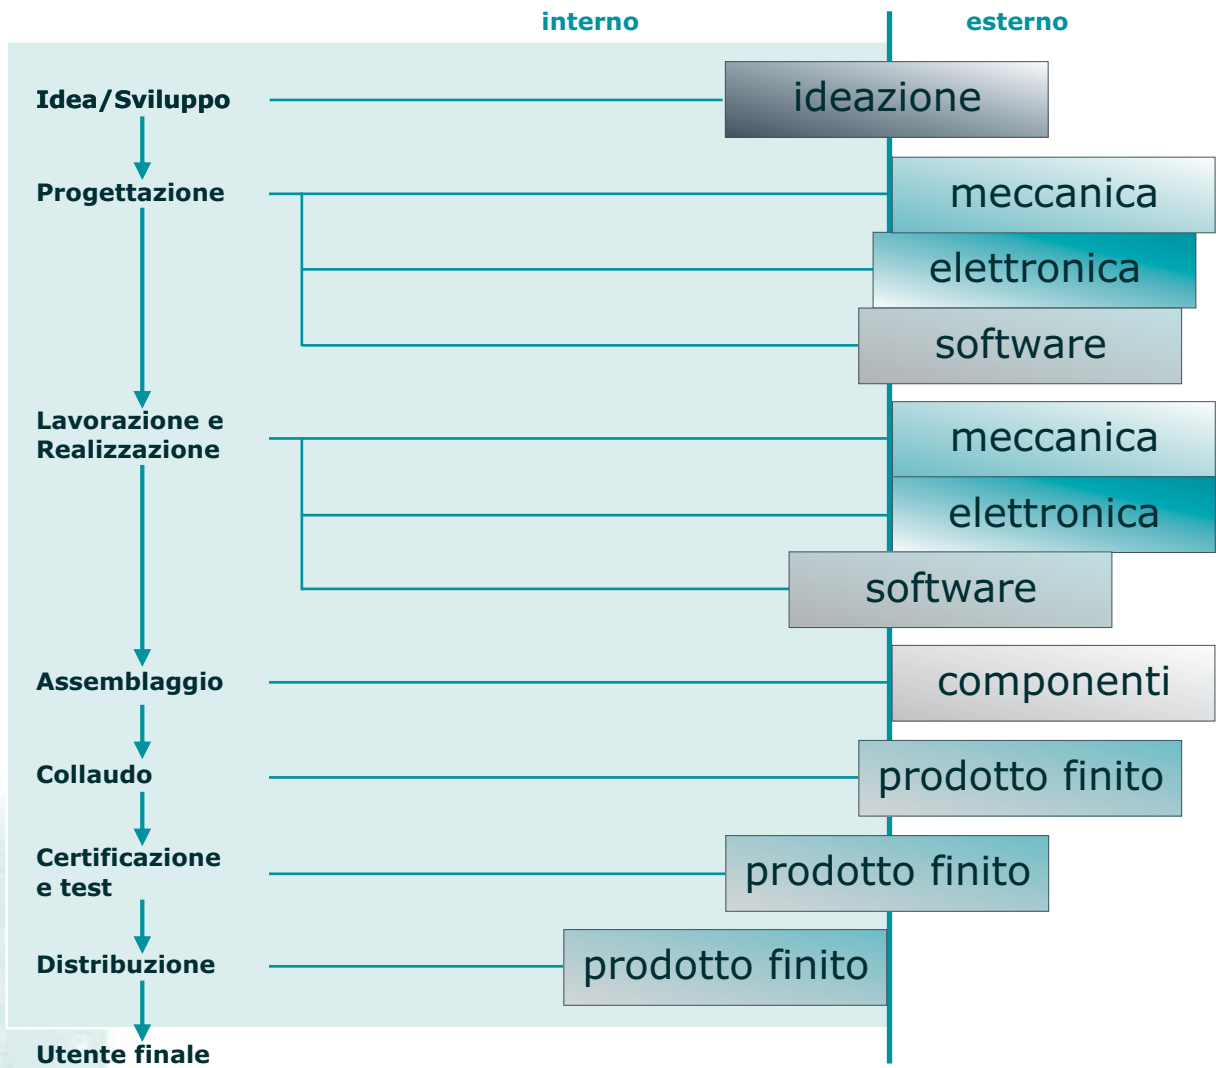 interno
esterno
Idea/Sviluppo
ideazione
Progettazione
meccanica
elettronica
software
Lavorazione e
Realizzazione
meccanica
elettronica
software
Assemblaggio
componenti
Collaudo
prodotto finito
Certificazione
e test
prodotto finito
Distribuzione
prodotto finito
Utente finale